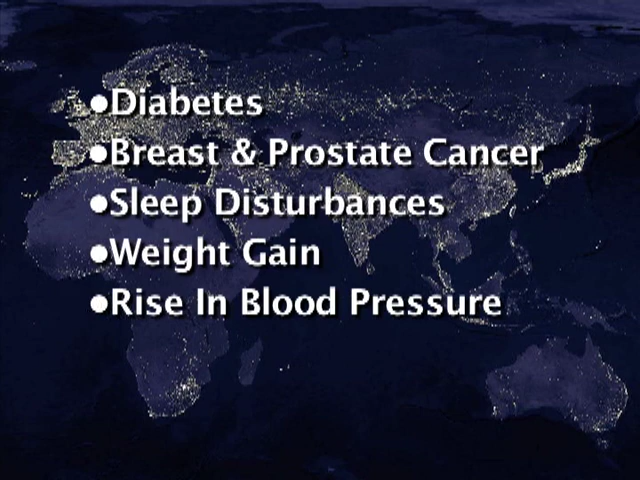 •Diabetes
•Breast & Prostate Cancer
•Sleep Disturbances
•Weight Gain
•Rise In Blood Pressure